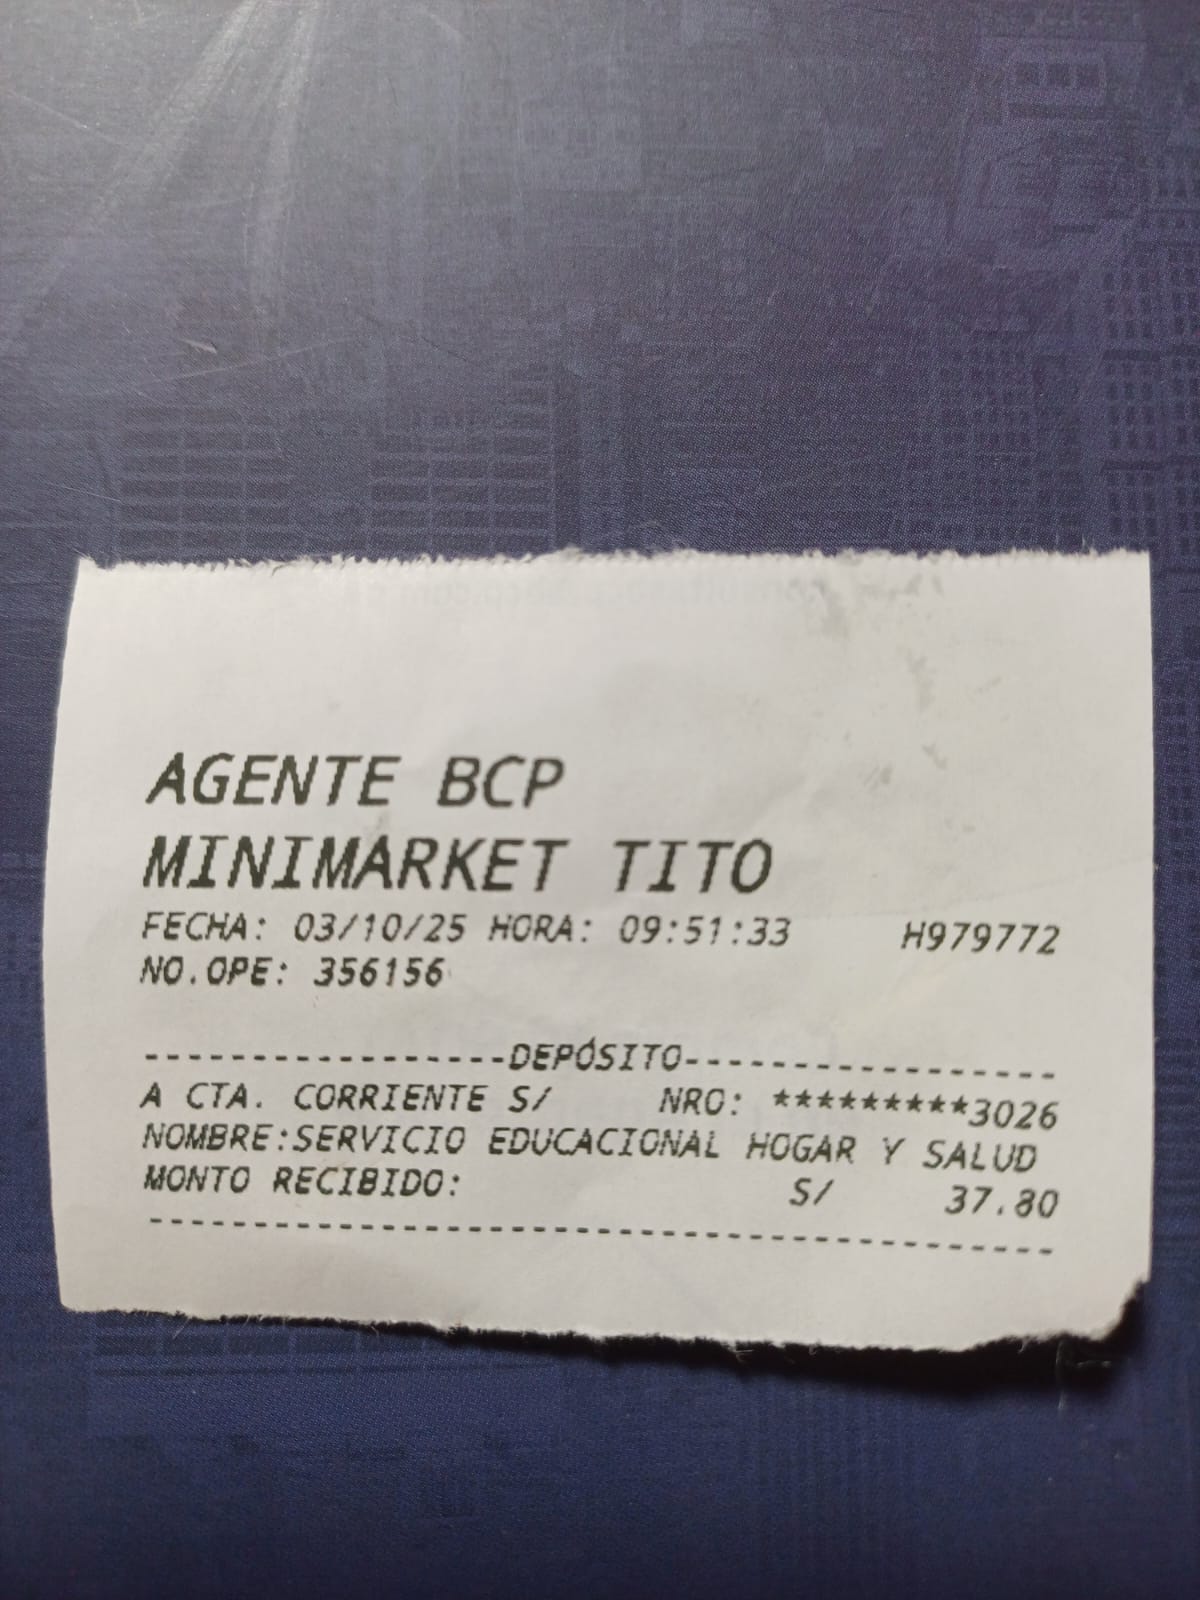 AGENTE BCP
MINIMARKET TITO
FECHA: 03/10/25 HORA: 09:51:33 H979772
NO.OPE: 356156
------------------DEPÓSITO------------------
A CTA. CORRIENTE S/ NRO: *********3026
NOMBRE:SERVICIO EDUCACIONAL HOGAR Y SALUD
MONTO RECIBIDO: S/ 37.80
--------------------------------------------